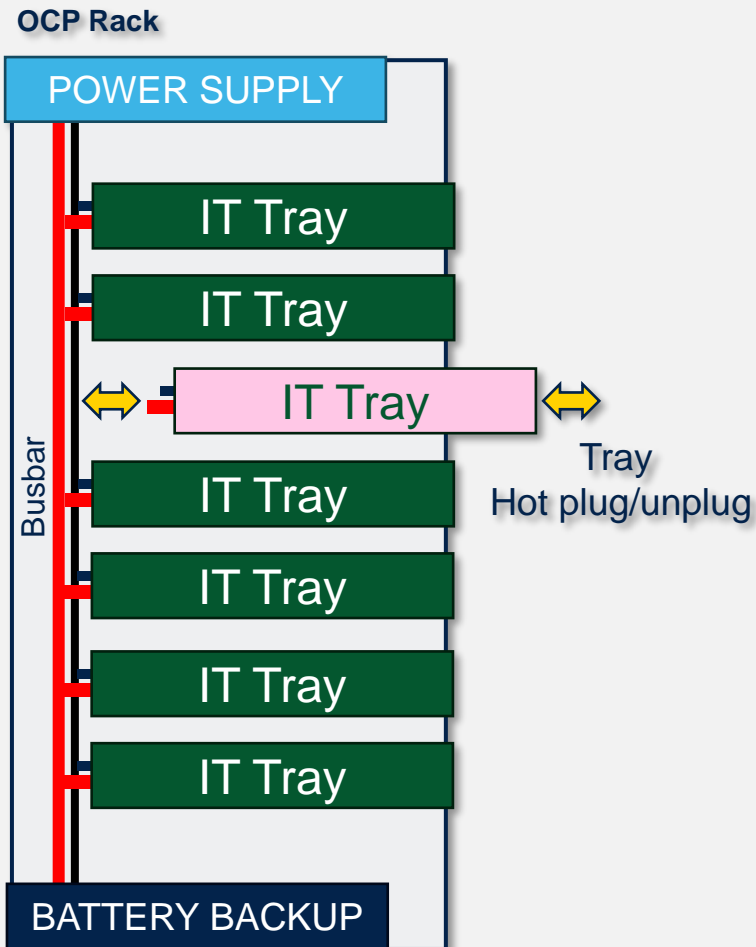 OCP Rack
POWER SUPPLY
IT Tray
IT Tray
IT Tray
Tray
Hot plug/unplug
Busbar
IT Tray
IT Tray
IT Tray
IT Tray
BATTERY BACKUP